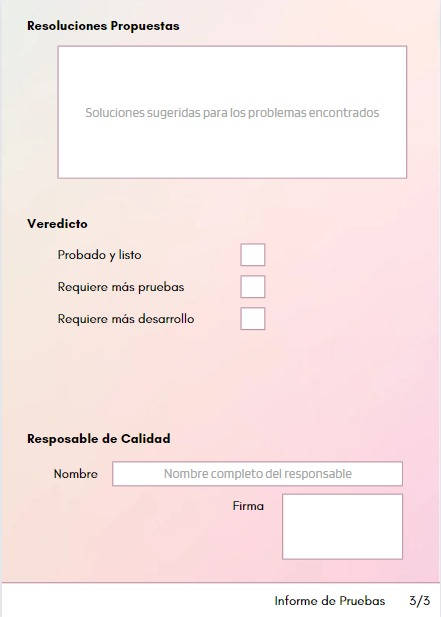 Resoluciones Propuestas
Soluciones sugeridas para los problemas encontrados
Veredicto
Probado y listo
Requiere más pruebas
Requiere más desarrollo
Resposable de Calidad
Nombre
Nombre completo del responsable
Firma
Informe de Pruebas 3/3